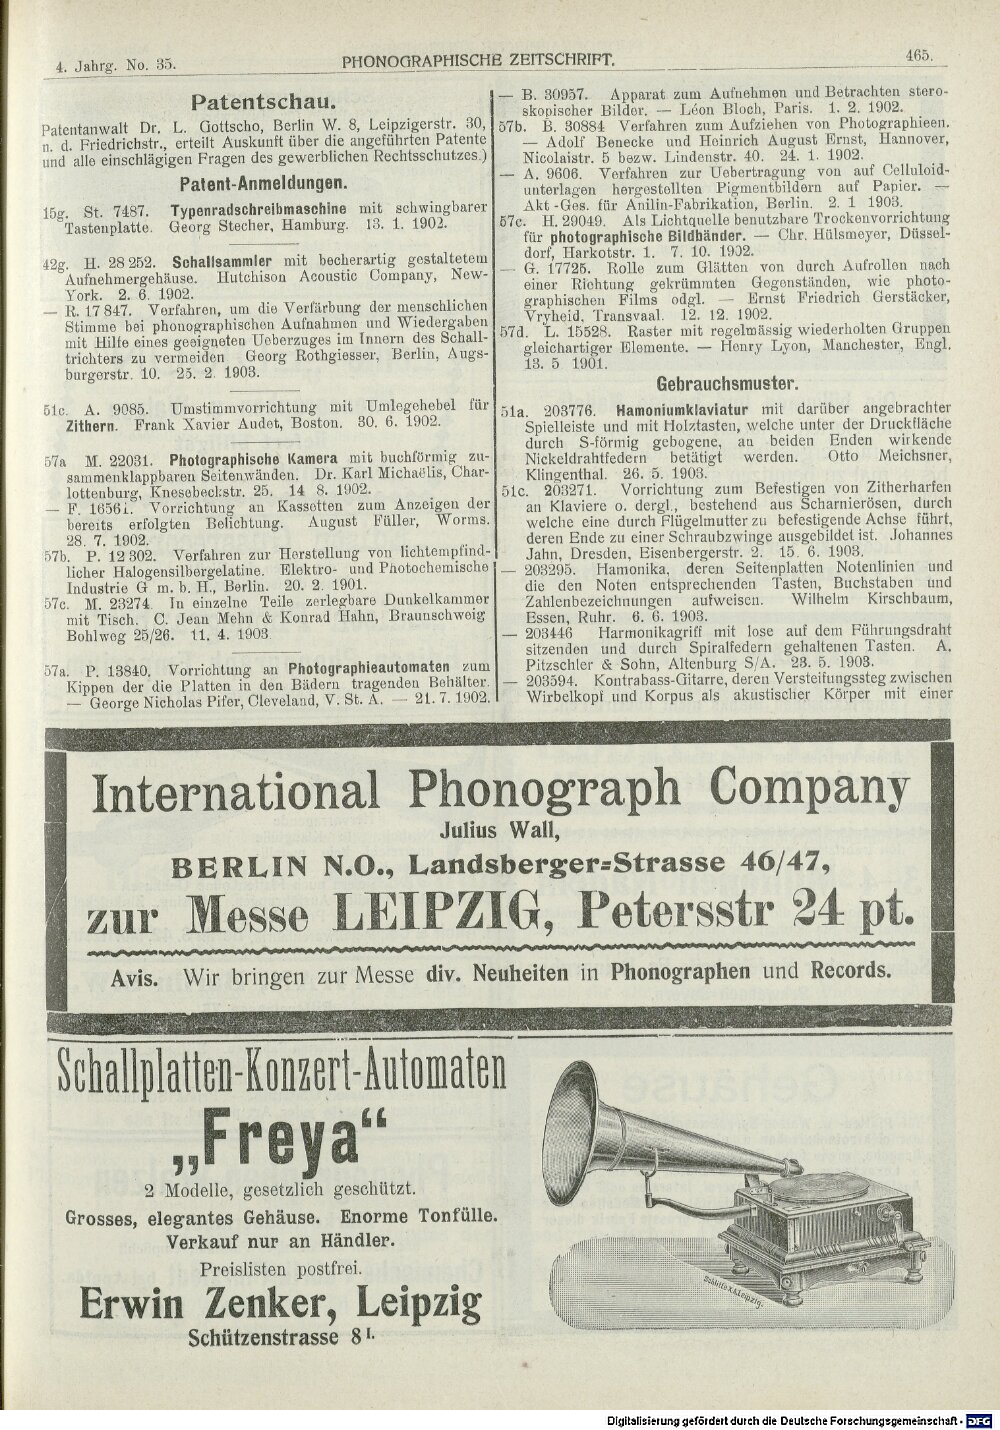 4. Jahrg. No. 35.
PHONOGRAPHISCHE ZEITSCHRIFT.
465.
Patentschau.
Patentanwalt Dr. L. Gottscho, Berlin W. 8, Leipzigerstr. 30,
n. d. Friedrichstr., erteilt Auskunft über die angeführten Patente
und alle einschlägigen Fragen des gewerblichen Rechtsschutzes.)
Patent-Anmeldungen.
15g. St. 7487. Typenradschreibmaschine mit schwingbarer
Tastenplatte. Georg Stecher, Hamburg. 13. 1. 1902.
42g. H. 28 252. Schallsammler mit becherartig gestaltetem
Aufnehmergehäuse. Hutchison Acoustic Company, New-
York. 2. 6. 1902.
— R. 17 847. Verfahren, um die Verfärbung der menschlichen
Stimme bei phonographischen Aufnahmen und Wiedergaben
mit Hilfe eines geeigneten Ueberzuges im Innern des Schall-
trichters zu vermeiden Georg Rothgiesser, Berlin, Augs-
burgerstr. 10. 25. 2. 1903.
51c. A. 9085. Umstimmvorrichtung mit Umlegehebel für
Zithern. Frank Xavier Audet, Boston. 30. 6. 1902.
57a M. 22031. Photographische Kamera mit buchförmig zu-
sammenklappbaren Seitenwänden. Dr. Karl Michaëlis, Char-
lottenburg, Knesebeckstr. 25. 14 8. 1902.
— F. 16561. Vorrichtung an Kassetten zum Anzeigen der
bereits erfolgten Belichtung. August Füller, Worms.
28. 7. 1902.
57b. P. 12 302. Verfahren zur Herstellung von lichtempfind-
licher Halogensilbergelatine. Elektro- und Photochemische
Industrie G m. b. H., Berlin. 20. 2. 1901.
57c. M. 23274. In einzelne Teile zerlegbare Dunkelkammer
mit Tisch. C. Jean Mehn & Konrad Hahn, Braunschweig
Bohlweg 25/26. 11. 4. 1903
57a. P. 13840. Vorrichtung an Photographieautomaten zum
Kippen der die Platten in den Bädern tragenden Behälter.
— George Nicholas Pifer, Cleveland, V. St. A. — 21. 7. 1902.
— B. 30957. Apparat zum Aufnehmen und Betrachten stero-
skopischer Bilder. — Léon Bloch, Paris. 1. 2. 1902.
57b. B. 30884 Verfahren zum Aufziehen von Photographieen.
— Adolf Benecke und Heinrich August Ernst, Hannover,
Nicolaistr. 5 bezw. Lindenstr. 40. 24. 1. 1902.
— A. 9606. Verfahren zur Uebertragung von auf Celluloid-
unterlagen hergestellten Pigmentbildern auf Papier. —
Akt -Ges. für Anilin-Fabrikation, Berlin. 2. 1 1903.
57c. H. 29049. Als Lichtquelle benutzbare Trockenvorrichtung
für photographische Bildbänder. — Chr. Hülsmeyer, Düssel-
dorf, Harkotstr. 1. 7. 10. 1902.
— G. 17725. Rolle zum Glätten von durch Aufrollen nach
einer Richtung gekrümmten Gegenständen, wie photo-
graphischen Films odgl. — Ernst Friedrich Gerstäcker,
Vryheid, Transvaal. 12. 12. 1902.
57d. L. 15528. Raster mit regelmässig wiederholten Gruppen
gleichartiger Elemente. — Henry Lyon, Manchester, Engl.
13. 5 1901.
Gebrauchsmuster.
51a. 203776. Hamoniumklaviatur mit darüber angebrachter
Spielleiste und mit Holztasten, welche unter der Druckfläche
durch S-förmig gebogene, an beiden Enden wirkende
Nickeldrahtfedern betätigt werden. Otto Meichsner,
Klingenthal. 26. 5. 1903.
51c. 203271. Vorrichtung zum Befestigen von Zitherharfen
an Klaviere o. dergl., bestehend aus Scharnierösen, durch
welche eine durch Flügelmutter zu befestigende Achse führt,
deren Ende zu einer Schraubzwinge ausgebildet ist. Johannes
Jahn, Dresden, Eisenbergerstr. 2. 15. 6. 1903.
— 203295. Hamonika, deren Seitenplatten Notenlinien und
die den Noten entsprechenden Tasten, Buchstaben und
Zahlenbezeichnungen aufweisen. Wilhelm Kirschbaum,
Essen, Ruhr. 6. 6. 1903.
— 203446 Harmonikagriff mit lose auf dem Führungsdraht
sitzenden und durch Spiralfedern gehaltenen Tasten. A.
Pitzschler & Sohn, Altenburg S/A. 23. 5. 1903.
— 203594. Kontrabass-Gitarre, deren Versteifungssteg zwischen
Wirbelkopf und Korpus als akustischer Körper mit einer
International Phonograph Company
Julius Wall,
BERLIN N.O., Landsberger-Strasse 46/47,
zur Messe LEIPZIG, Petersstr 24 pt.
Avis. Wir bringen zur Messe div. Neuheiten in Phonographen und Records.
Schallplatten-Konzert-Automaten
„Freya“
2 Modelle, gesetzlich geschützt.
Grosses, elegantes Gehäuse. Enorme Tonfülle.
Verkauf nur an Händler.
Preislisten postfrei.
Erwin Zenker, Leipzig
Schützenstrasse 8 I.
Digitalisierung gefördert durch die Deutsche Forschungsgemeinschaft - DFG